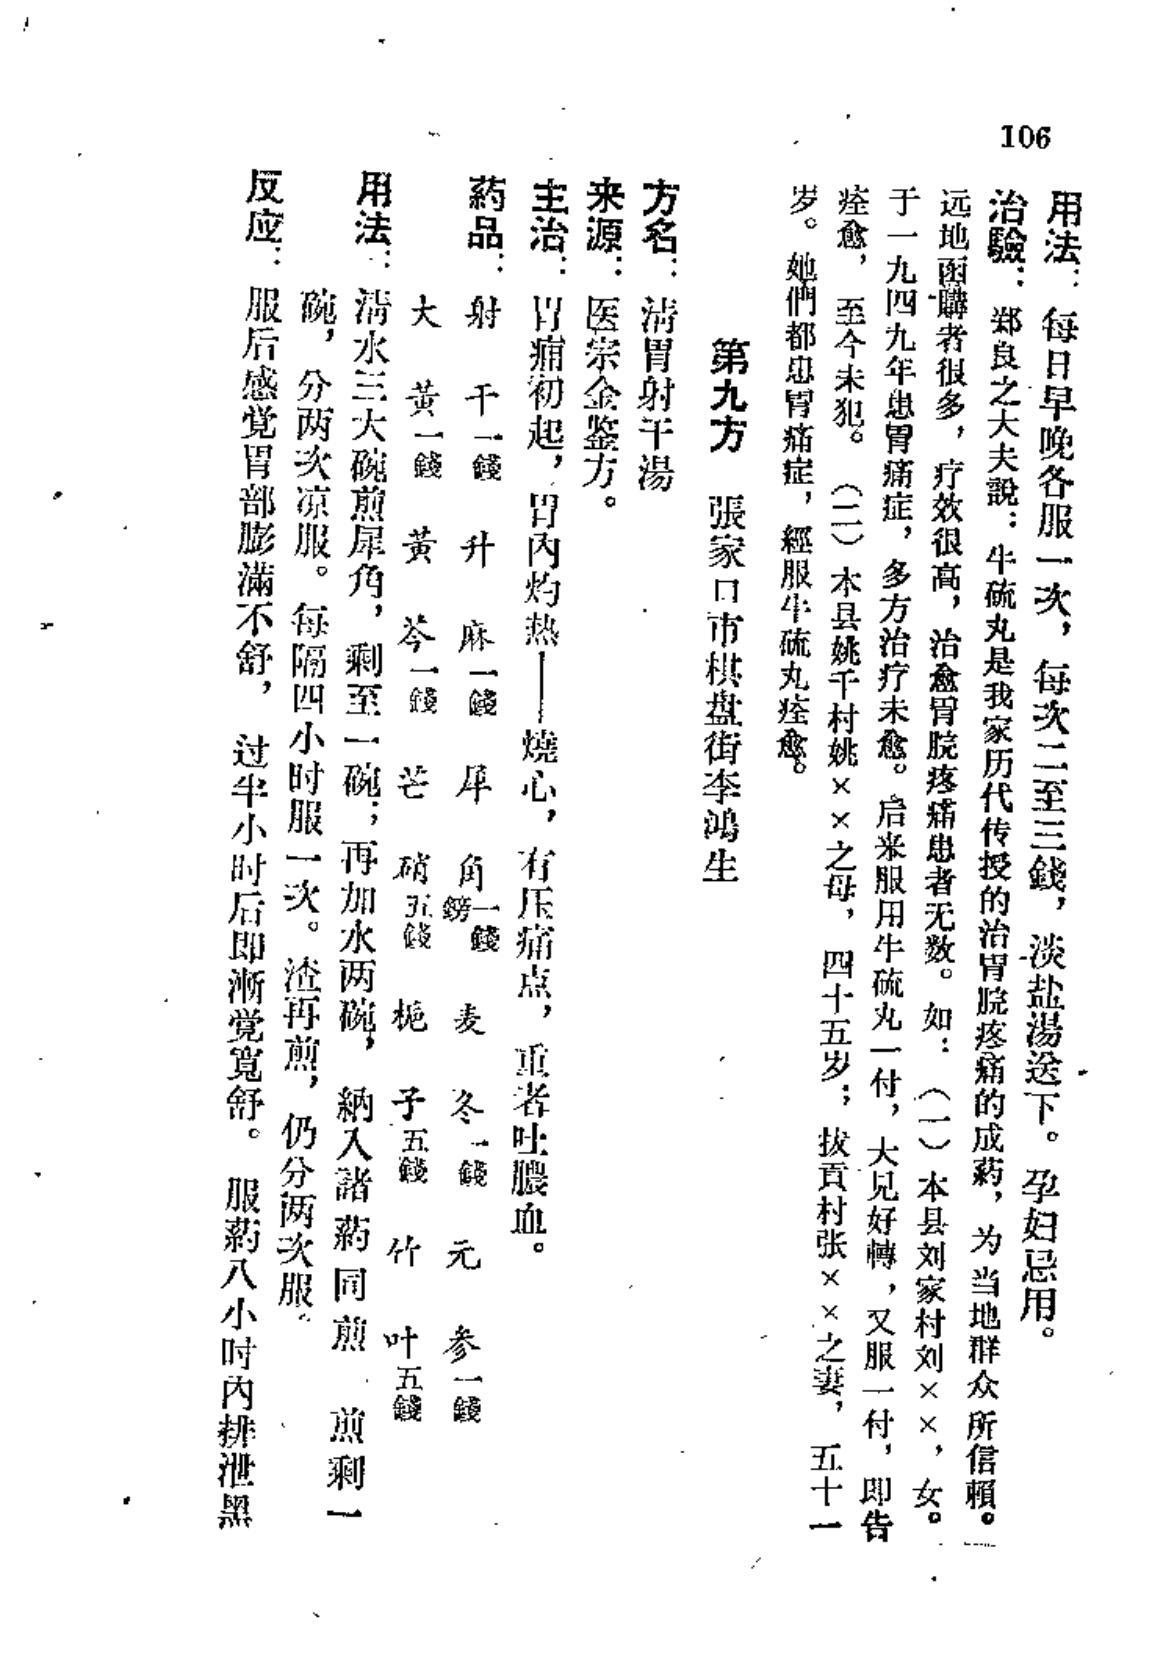 106
用法：每日早晚各服一次，每次二至三錢，淡盐湯送下。孕妇忌用。
治驗：郑良之大夫說：牛硫丸是我家历代传授的治胃脘疼痛的成葯，为当地群众所信賴。
远地函購者很多，疗效很高，治愈胃脘疼痛患者无数。如：（一）本县刘家村刘××，女。
于一九四九年患胃痛症，多方治疗未愈。后来服用牛硫丸一付，大见好轉，又服一付，即告
痊愈，至今未犯。（二）本县姚千村姚××之母，四十五岁；拔貢村张××之妻，五十一
岁。她們都患胃痛症，經服牛硫丸痊愈。
第九方　張家口市棋盘街李鴻生
方名：清胃射干湯
来源：医宗金鉴方。
主治：胃痛初起，胃内灼热——燒心，有压痛点，重者吐膿血。
葯品：射干一錢　升麻一錢　犀角一錢鎊　麦冬一錢　元参一錢
大黃一錢　黃芩一錢　芒硝五錢　栀子五錢　竹叶五錢
用法：清水三大碗煎犀角，剩至一碗；再加水两碗，納入諸葯同煎　煎剩一
碗，分两次凉服。每隔四小时服一次。渣再煎，仍分两次服。
反应：服后感觉胃部膨滿不舒，过半小时后即漸觉寬舒。服葯八小时内排泄黑